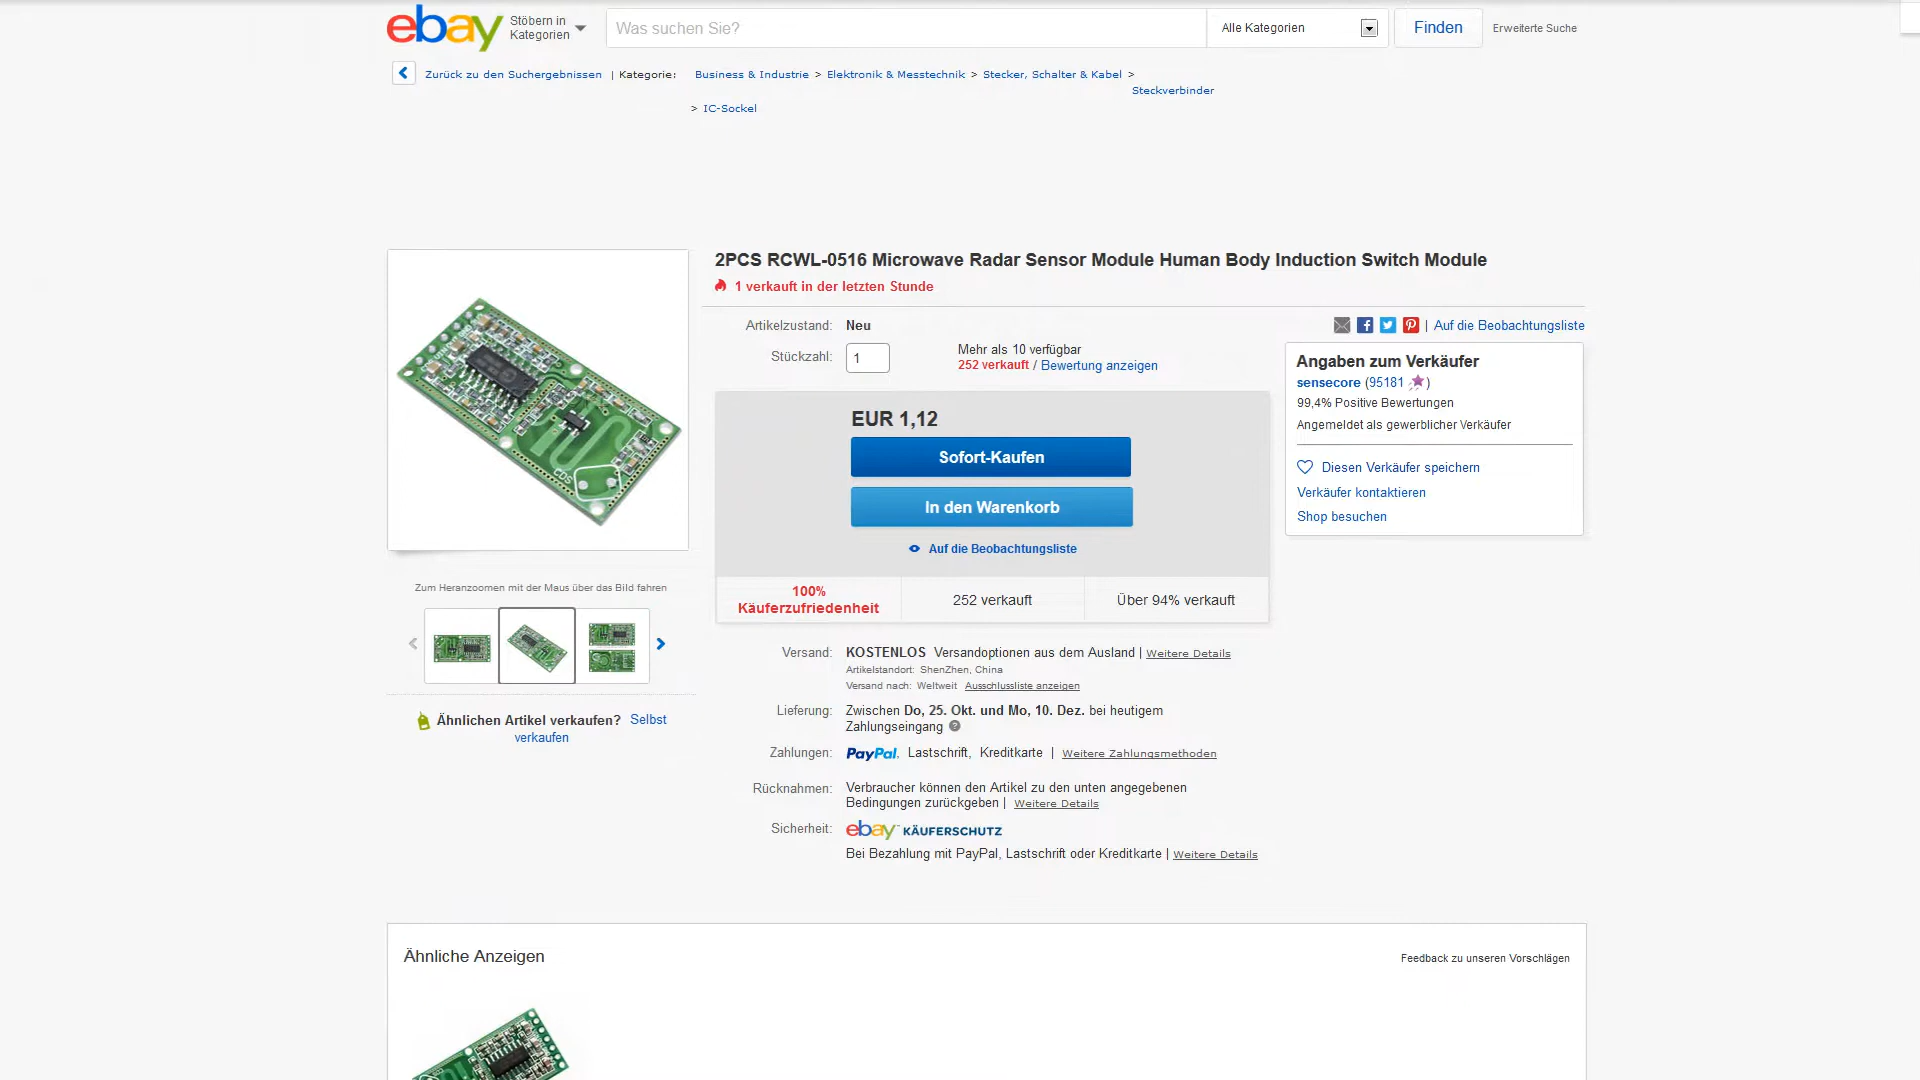 ebay
Stöbern in
Kategorien
Was suchen Sie?
Alle Kategorien
Finden
Erweiterte Suche
Zurück zu den Suchergebnissen | Kategorie: Business & Industrie > Elektronik & Messtechnik > Stecker, Schalter & Kabel >
Steckverbinder
> IC-Sockel
2PCS RCWL-0516 Microwave Radar Sensor Module Human Body Induction Switch Module
1 verkauft in der letzten Stunde
Artikelzustand: Neu
Stückzahl: 1
Mehr als 10 verfügbar
252 verkauft / Bewertung anzeigen
EUR 1,12
Sofort-Kaufen
In den Warenkorb
Auf die Beobachtungsliste
100%
Käuferzufriedenheit
252 verkauft
Über 94% verkauft
| Auf die Beobachtungsliste
Angaben zum Verkäufer
sensecore (95181)
99,4% Positive Bewertungen
Angemeldet als gewerblicher Verkäufer
Diesen Verkäufer speichern
Verkäufer kontaktieren
Shop besuchen
VIN
CDS
Zum Heranzoomen mit der Maus über das Bild fahren
Ähnlichen Artikel verkaufen? Selbst
verkaufen
Versand: KOSTENLOS Versandoptionen aus dem Ausland | Weitere Details
Artikelstandort: ShenZhen, China
Versand nach: Weltweit Ausschlussliste anzeigen
Lieferung: Zwischen Do, 25. Okt. und Mo, 10. Dez. bei heutigem
Zahlungseingang ?
Zahlungen: PayPal, Lastschrift, Kreditkarte | Weitere Zahlungsmethoden
Rücknahmen: Verbraucher können den Artikel zu den unten angegebenen
Bedingungen zurückgeben | Weitere Details
Sicherheit: ebay™ KÄUFERSCHUTZ
Bei Bezahlung mit PayPal, Lastschrift oder Kreditkarte | Weitere Details
Ähnliche Anzeigen
Feedback zu unseren Vorschlägen